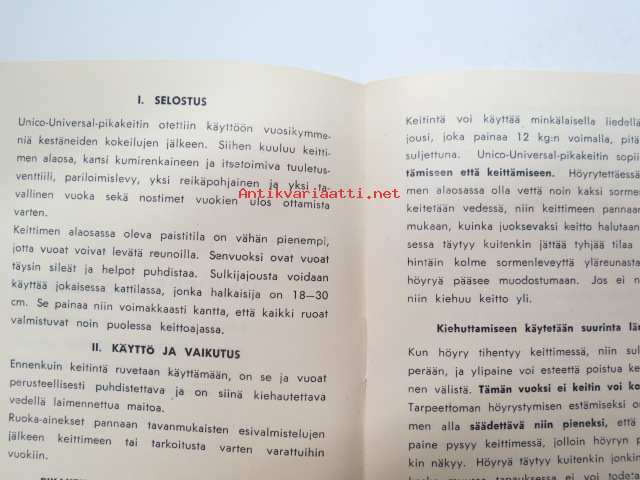 I. SELOSTUS
Unico-Universal-pikakeitin otettiin käyttöön vuosikymme-
niä kestäneiden kokeilujen jälkeen. Siihen kuuluu keitti-
men alaosa, kansi kumirenkaineen ja itsetoimiva tuuletus-
venttiili, pariloimislevy, yksi reikäpohjainen ja yksi ta-
vallinen vuoka sekä nostimet vuokien ulos ottamista
varten.
Keittimen alaosassa oleva paistitila on vähän pienempi,
jotta vuoat voivat levätä reunoilla. Senvuoksi ovat vuoat
täysin sileät ja helpot puhdistaa. Sulkijajousta voidaan
käyttää jokaisessa kattilassa, jonka halkaisija on 18—30
cm. Se painaa niin voimakkaasti kantta, että kaikki ruoat
valmistuvat noin puolessa keittoajassa.
II. KÄYTTÖ JA VAIKUTUS
Ennenkuin keitintä ruvetaan käyttämään, on se ja vuoat
perusteellisesti puhdistettava ja on siinä kiehautettava
vedellä laimennettua maitoa.
Ruoka-ainekset pannaan tavanmukaisten esivalmistelujen
jälkeen keittimeen tai tarkoitusta varten varattuihin
vuokiin.
Keitintä voi käyttää minkälaisella liedellä
jousi, joka painaa 12 kg:n voimalla, pitä
suljettuna. Unico-Universal-pikakeitin sopii
tämiseen että keittämiseen. Höyrytettäessä
men alaosassa olla vettä noin kaksi sormen
keitetään vedessä, niin keittimeen pannaan
mukaan, kuinka juoksevaksi keitto halutaan
sessa täytyy kuitenkin jättää tyhjää tilaa
hintäin kolme sormenleveyttä yläreunasta
höyryä pääsee muodostumaan. Jos ei n
niin kiehuu keitto yli.
Kiehuttamiseen käytetään suurinta läm
Kun höyry tihentyy keittimessä, niin sul
perään, ja ylipaine voi esteettä poistua ke
nen välistä. Tämän vuoksi ei keitin voi ko
Tarpeettoman höyrystymisen estämiseksi on
men alla säädettävä niin pieneksi, että
paine pysyy keittimessä, jolloin höyryn p
kin näkyy. Höyryä täytyy kuitenkin jonkin
Antikvariaatti.net